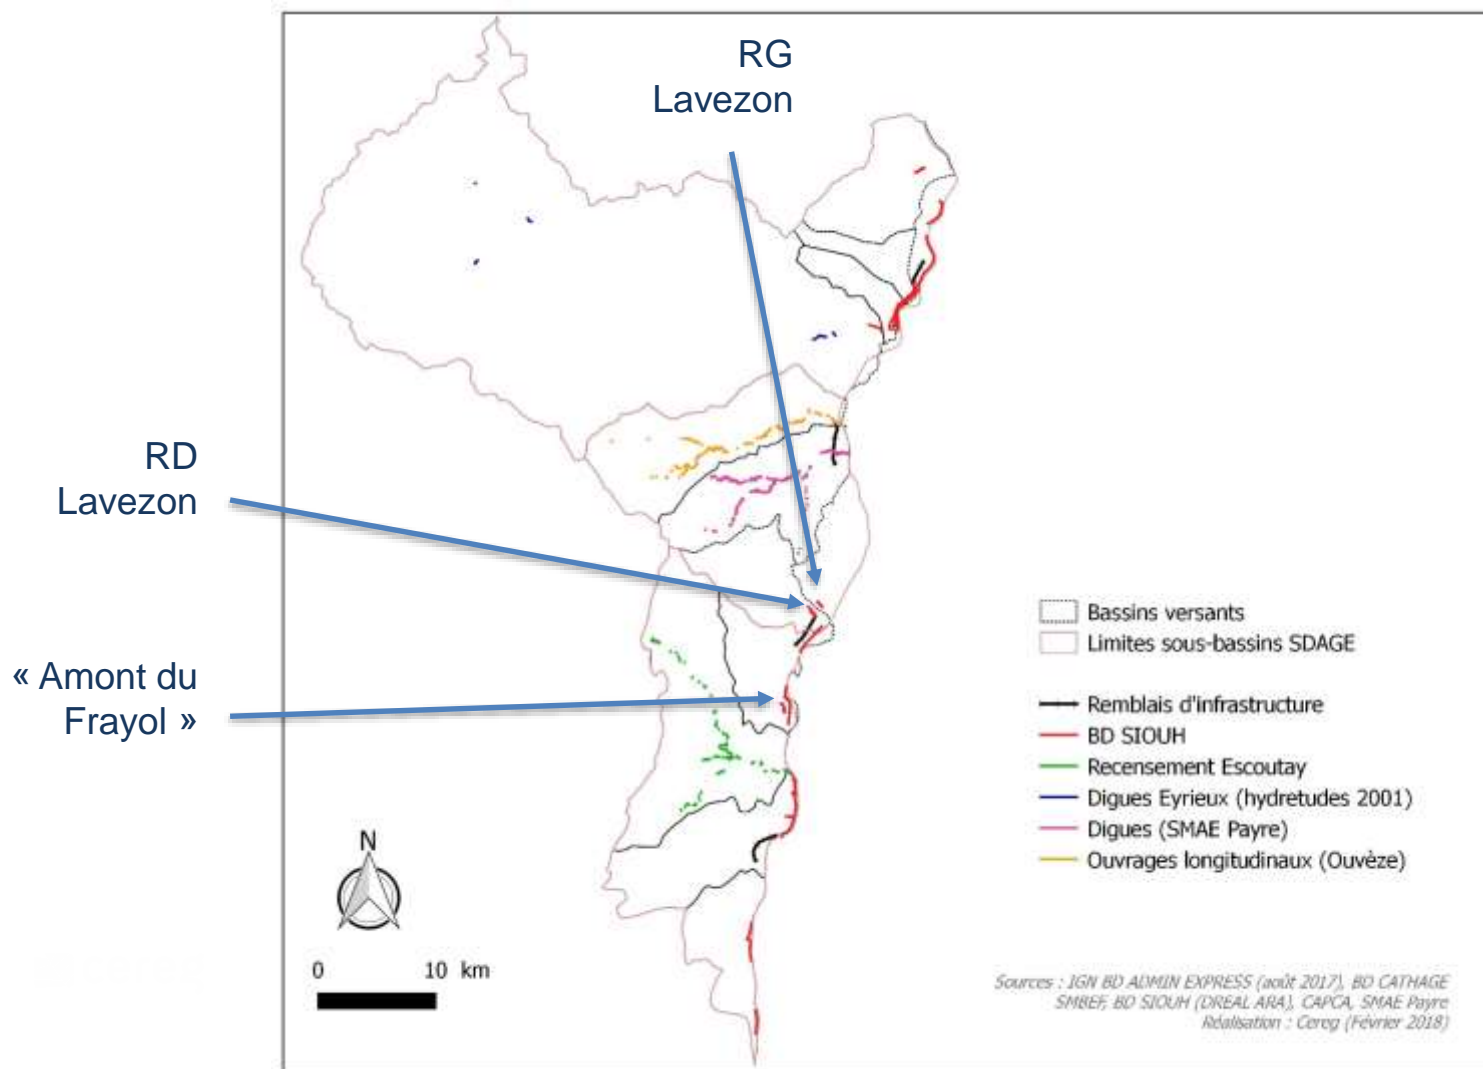 RG
Lavezon
RD
Lavezon
« Amont du
Frayol »
Bassins versants
Limites sous-bassins SDAGE
Remblais d'infrastructure
BD SIOUH
Recensement Escoutay
Digues Eyrieux (hydretudes 2001)
Digues (SMAE Payre)
Ouvrages longitudinaux (Ouvèze)
N
0 10 km
Sources : IGN BD ADMIN EXPRESS (août 2017), BD CATHAGE
SMBEF, BD SIOUH (DREAL ARA), CAPCA, SMAE Payre
Réalisation : Cereg (Février 2018)